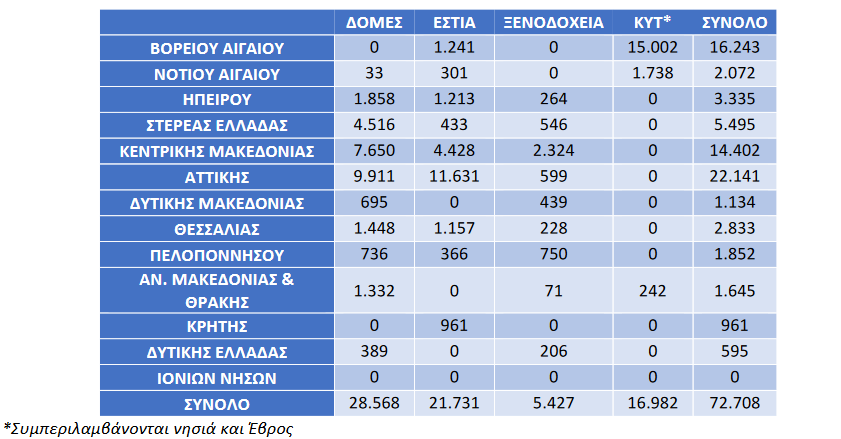 ΔΟΜΕΣ ΕΣΤΙΑ ΞΕΝΟΔΟΧΕΙΑ ΚΥΤ* ΣΥΝΟΛΟ
ΒΟΡΕΙΟΥ ΑΙΓΑΙΟΥ 0 1.241 0 15.002 16.243
ΝΟΤΙΟΥ ΑΙΓΑΙΟΥ 33 301 0 1.738 2.072
ΗΠΕΙΡΟΥ 1.858 1.213 264 0 3.335
ΣΤΕΡΕΑΣ ΕΛΛΑΔΑΣ 4.516 433 546 0 5.495
ΚΕΝΤΡΙΚΗΣ ΜΑΚΕΔΟΝΙΑΣ 7.650 4.428 2.324 0 14.402
ΑΤΤΙΚΗΣ 9.911 11.631 599 0 22.141
ΔΥΤΙΚΗΣ ΜΑΚΕΔΟΝΙΑΣ 695 0 439 0 1.134
ΘΕΣΣΑΛΙΑΣ 1.448 1.157 228 0 2.833
ΠΕΛΟΠΟΝΝΗΣΟΥ 736 366 750 0 1.852
ΑΝ. ΜΑΚΕΔΟΝΙΑΣ &
ΘΡΑΚΗΣ 1.332 0 71 242 1.645
ΚΡΗΤΗΣ 0 961 0 0 961
ΔΥΤΙΚΗΣ ΕΛΛΑΔΑΣ 389 0 206 0 595
ΙΟΝΙΩΝ ΝΗΣΩΝ 0 0 0 0 0
ΣΥΝΟΛΟ 28.568 21.731 5.427 16.982 72.708
*Συμπεριλαμβάνονται νησιά και Έβρος